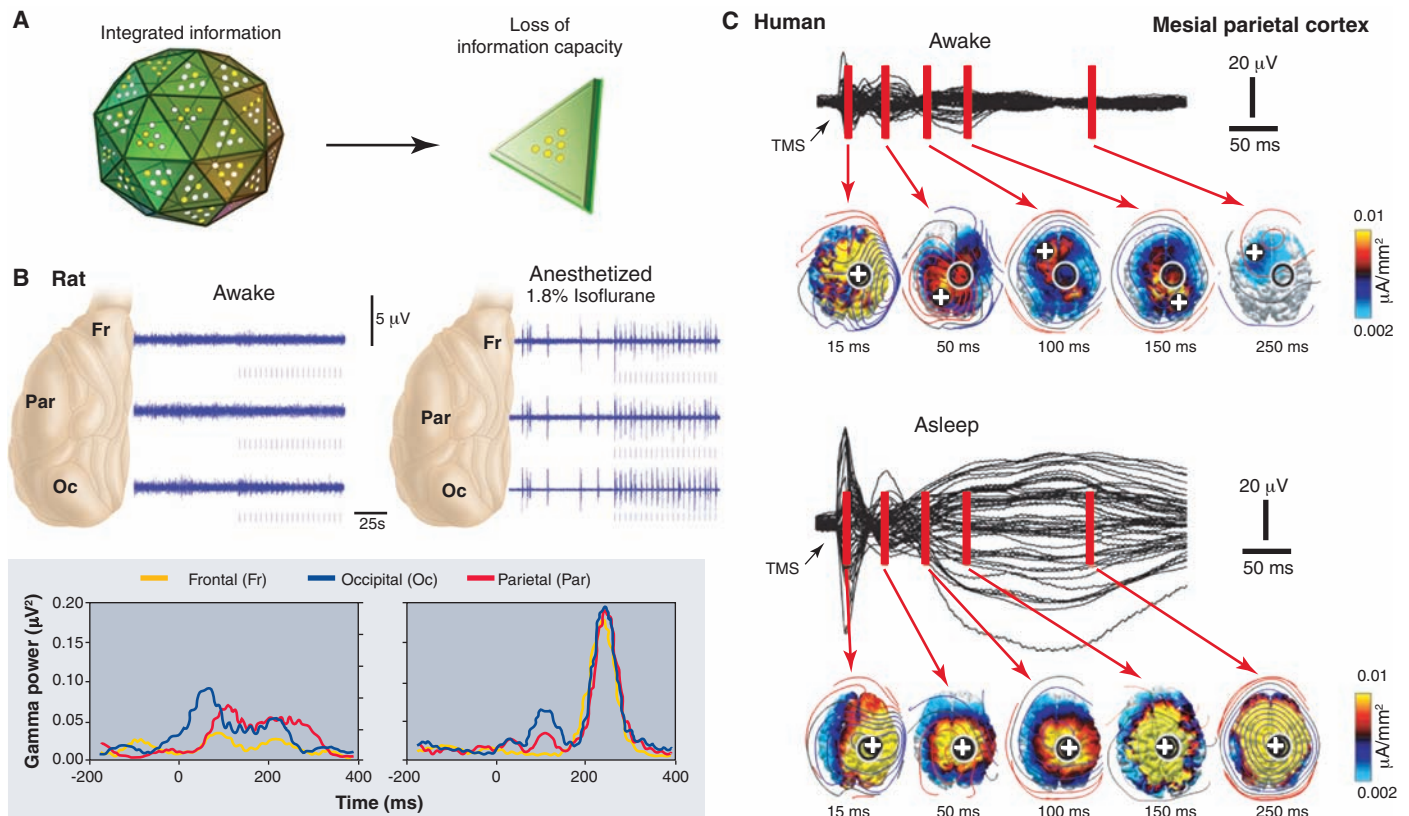 A
Integrated information
Loss of
information capacity
B Rat
Awake
5 μV
Anesthetized
1.8% Isoflurane
Fr
Par
Oc
Fr
Par
Oc
25s
Frontal (Fr)
Occipital (Oc)
Parietal (Par)
Gamma power (μV²)
0.20
0.15
0.10
0.05
0.00
-200
0
200
400
-200
0
200
400
Time (ms)
C Human
Mesial parietal cortex
Awake
20 μV
50 ms
TMS
0.01
μA/mm²
0.002
15 ms
50 ms
100 ms
150 ms
250 ms
Asleep
20 μV
50 ms
TMS
0.01
μA/mm²
0.002
15 ms
50 ms
100 ms
150 ms
250 ms